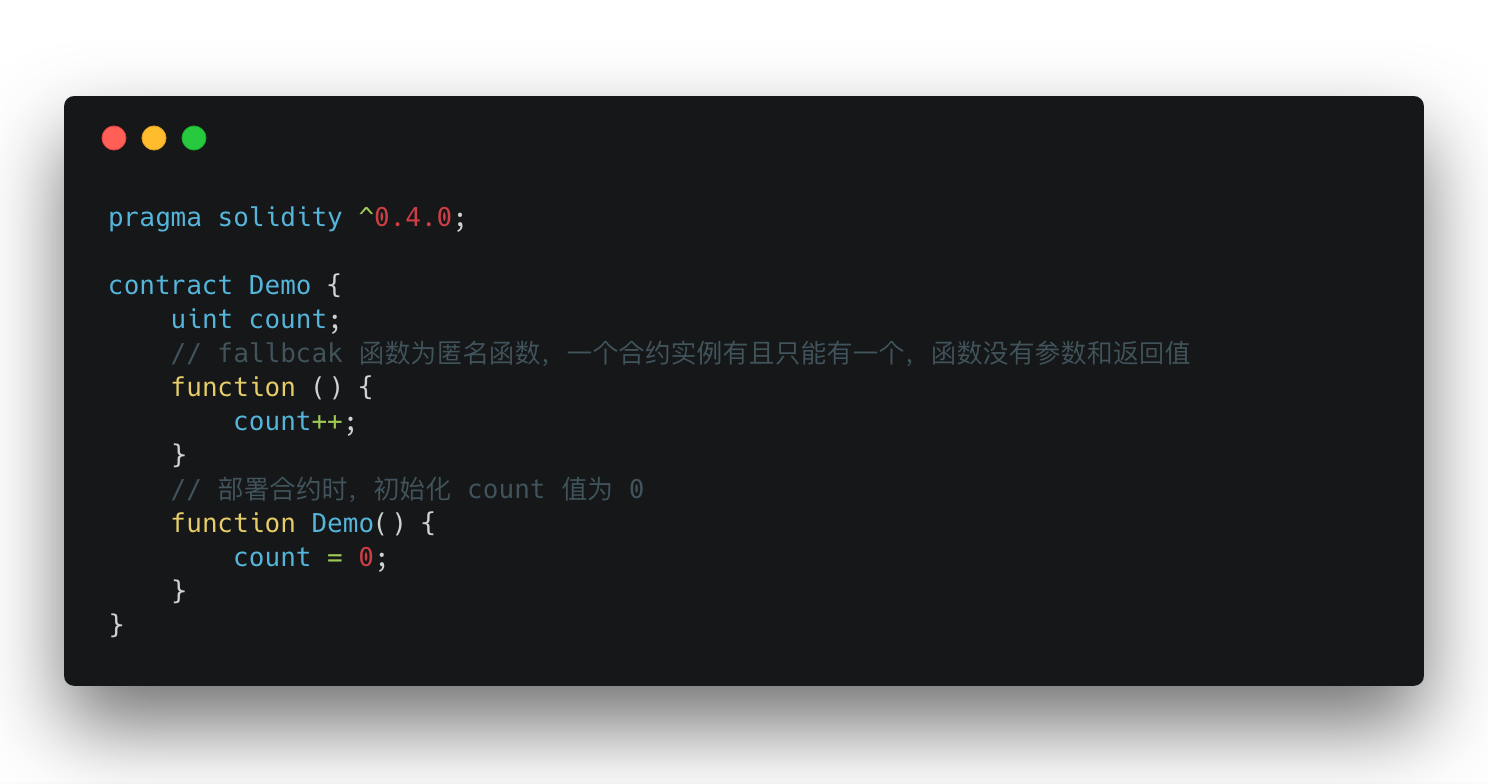 pragma solidity ^0.4.0;

contract Demo {
    uint count;
    // fallbcak 函数为匿名函数，一个合约实例有且只能有一个，函数没有参数和返回值
    function () {
        count++;
    }
    // 部署合约时，初始化 count 值为 0
    function Demo() {
        count = 0;
    }
}